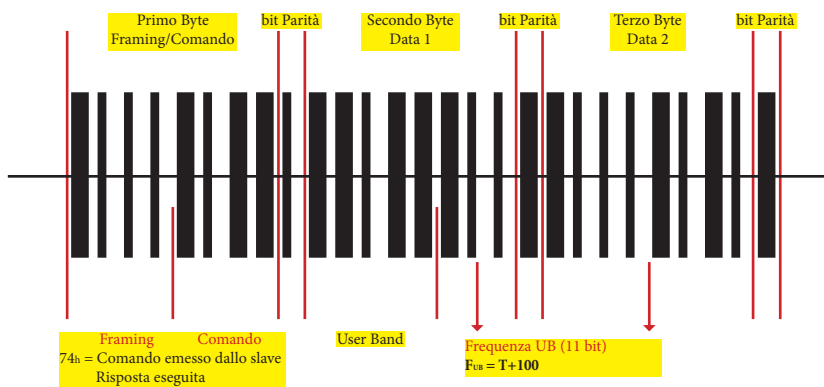 Primo Byte
Framing/Comando
bit Parità
Secondo Byte
Data 1
bit Parità
Terzo Byte
Data 2
bit Parità
Framing Comando
74h = Comando emesso dallo slave
Risposta eseguita
User Band
Frequenza UB (11 bit)
FUB = T+100